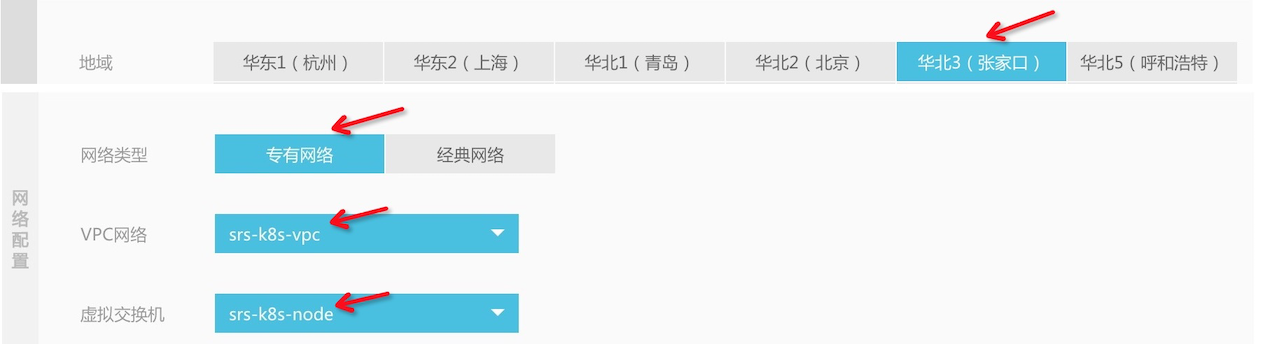 地域 华东1（杭州） 华东2（上海） 华北1（青岛） 华北2（北京） 华北3（张家口） 华北5（呼和浩特）
网络配置
网络类型 专有网络 经典网络
VPC网络 srs-k8s-vpc
虚拟交换机 srs-k8s-node